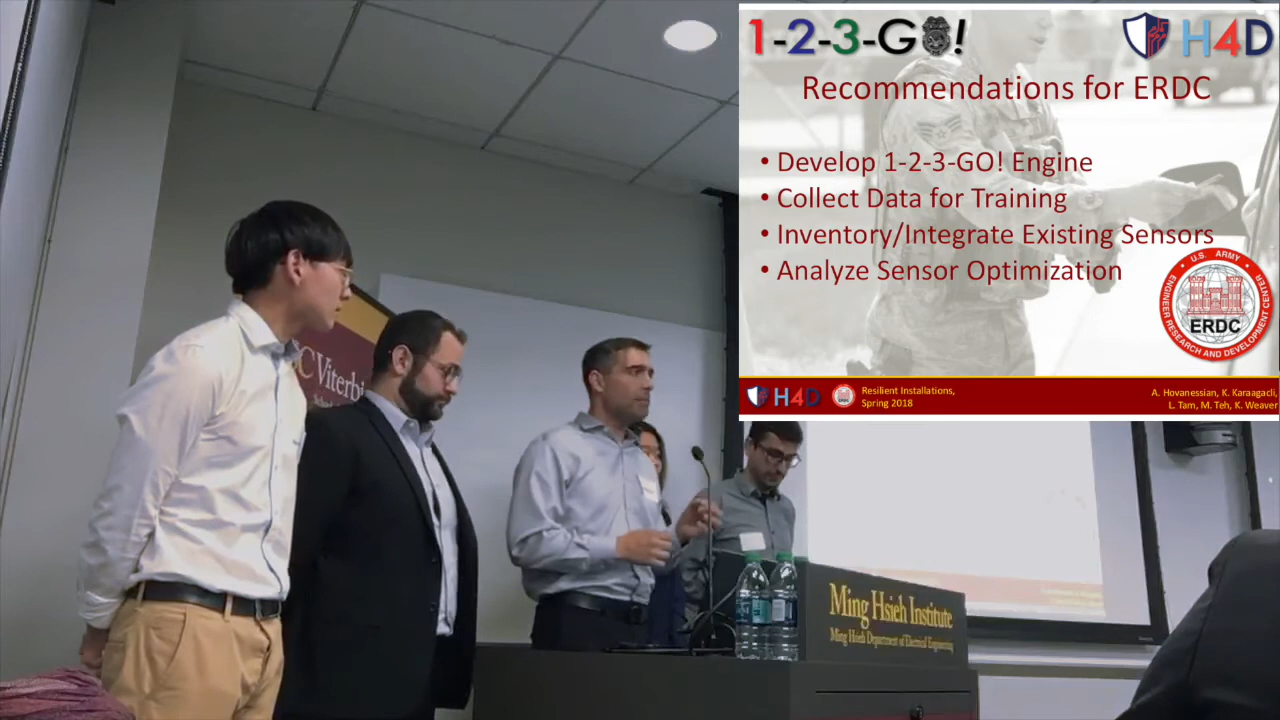 1-2-3-GO!
H4D
Recommendations for ERDC
• Develop 1-2-3-GO! Engine
• Collect Data for Training
• Inventory/Integrate Existing Sensors
• Analyze Sensor Optimization
U.S. ARMY
ERDC
ENGINEER RESEARCH AND DEVELOPMENT CENTER
H4D
Resilient Installations,
Spring 2018
A. Hovanessian, K. Karaagacli,
L. Tam, M. Teh, K. Weaver
C Viterbi
Ming Hsieh Institute
Ming Hsieh Department of Electrical Engineering